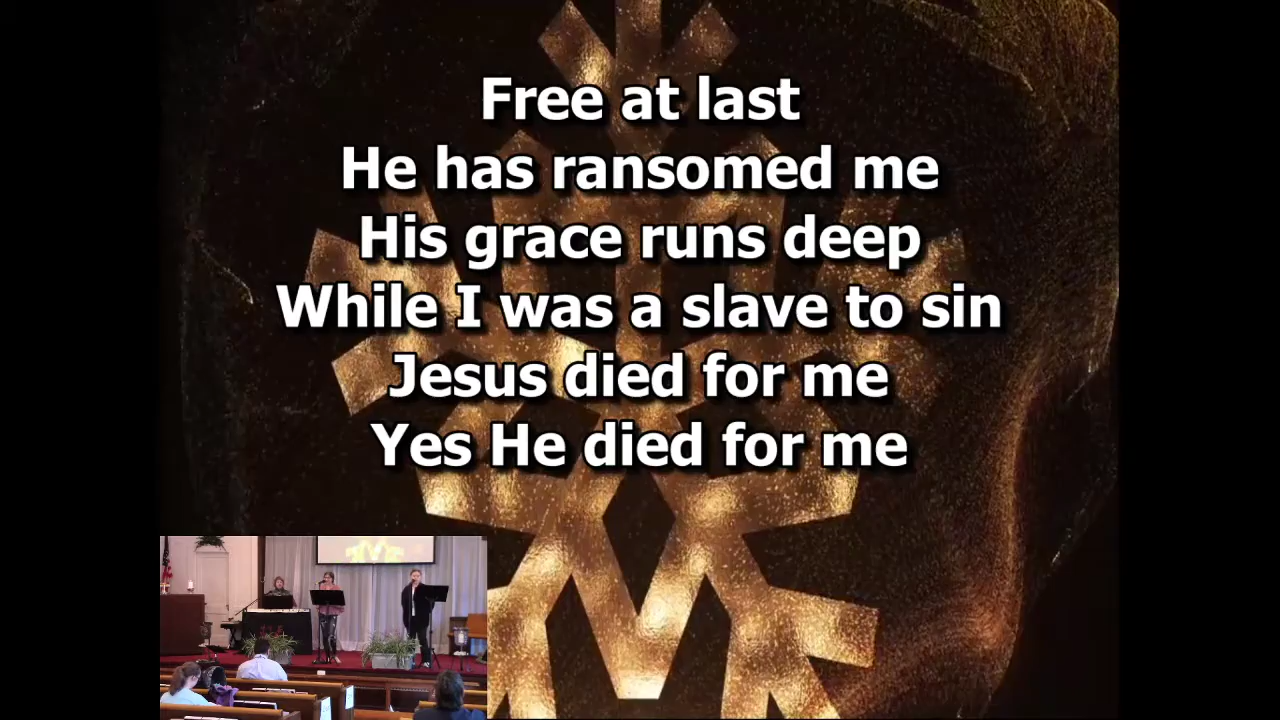 Free at last
He has ransomed me
His grace runs deep
While I was a slave to sin
Jesus died for me
Yes He died for me